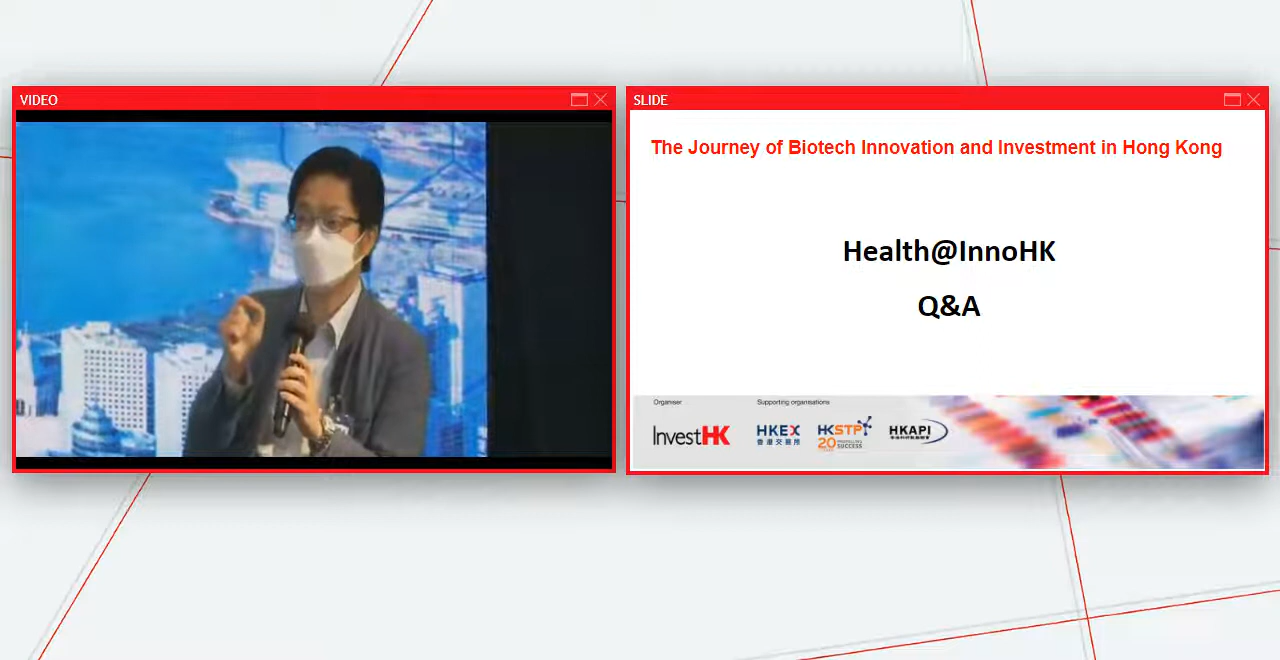 VIDEO
SLIDE
The Journey of Biotech Innovation and Investment in Hong Kong
Health@InnoHK
Q&A
Organiser
Supporting organisations
InvestHK
HKEX
香港交易所
HKSTP
20
SUCCESS
HKAPI